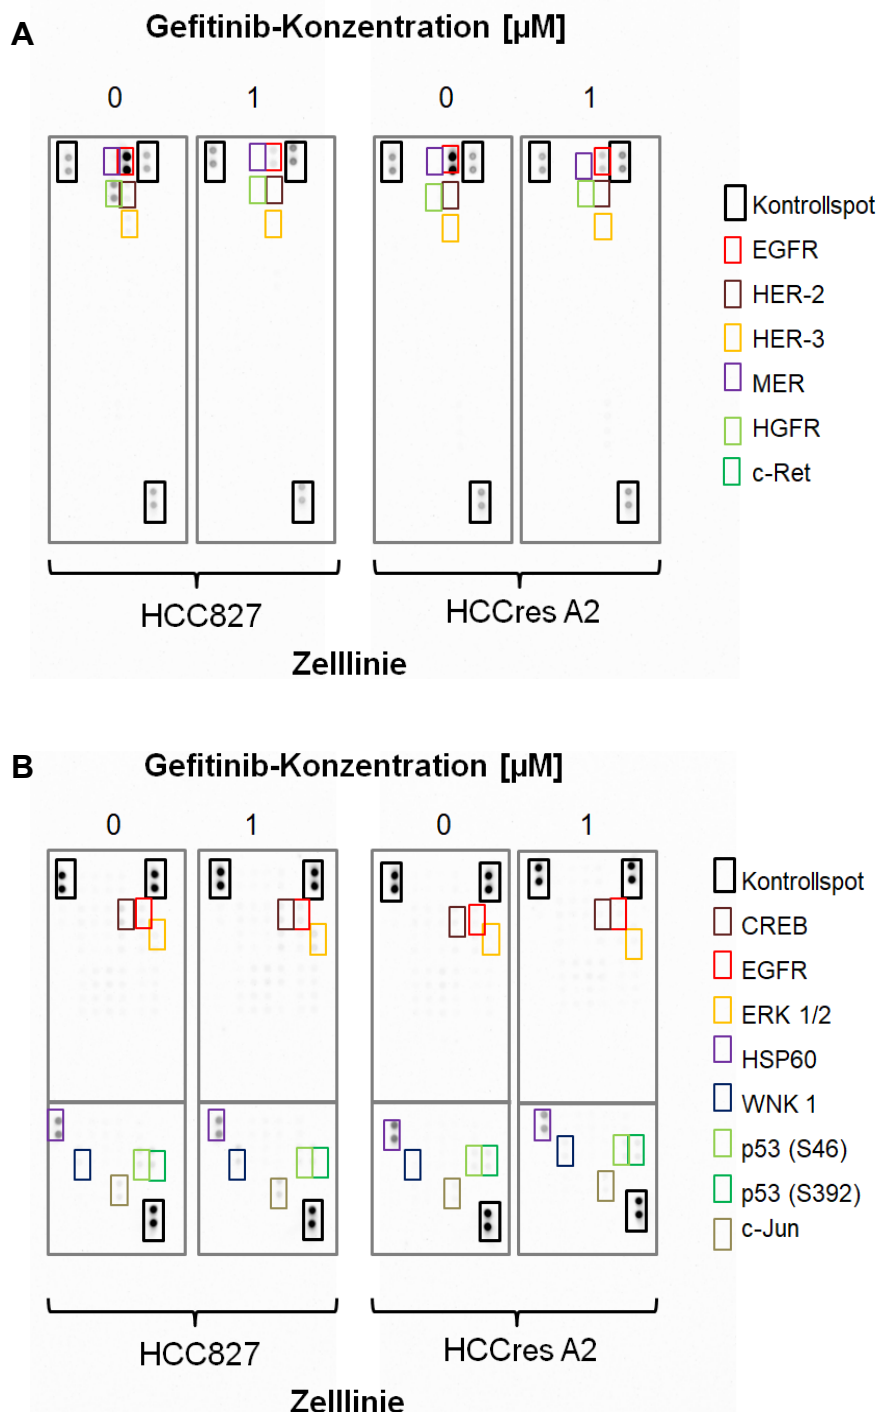 A
Gefitinib-Konzentration [µM]
0 1 0 1
Kontrollspot
EGFR
HER-2
HER-3
MER
HGFR
c-Ret
HCC827 HCCres A2
Zelllinie
B
Gefitinib-Konzentration [µM]
0 1 0 1
Kontrollspot
CREB
EGFR
ERK 1/2
HSP60
WNK 1
p53 (S46)
p53 (S392)
c-Jun
HCC827 HCCres A2
Zelllinie